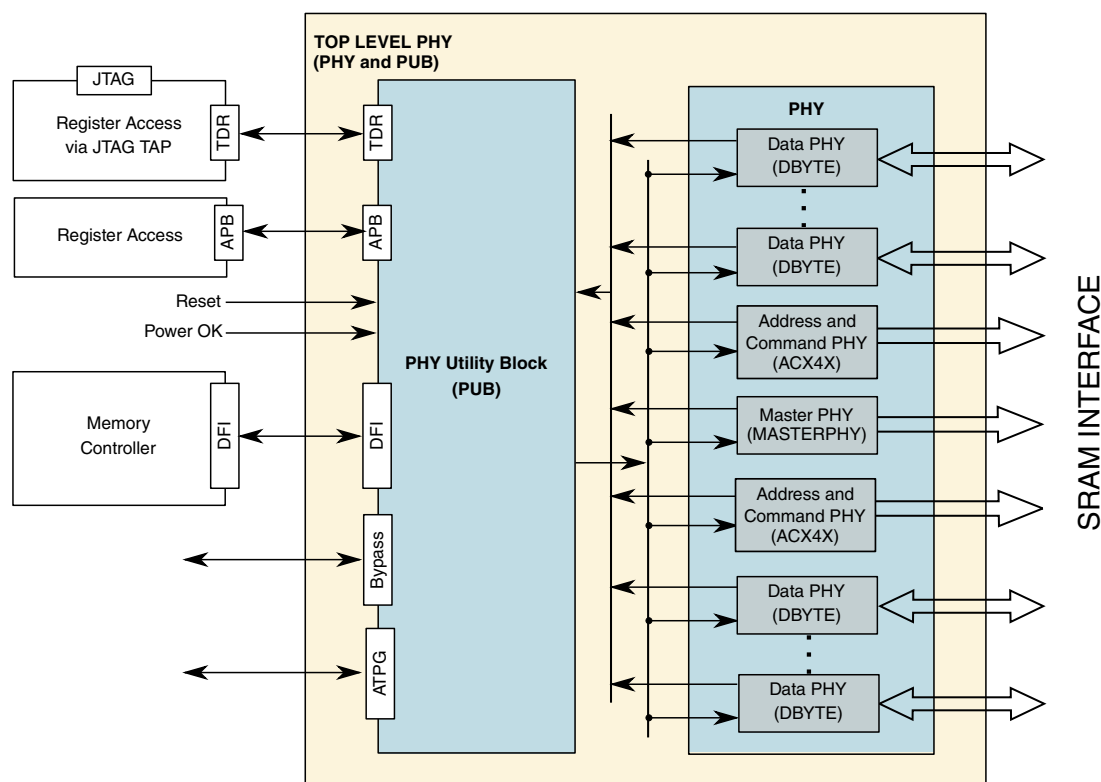 TOP LEVEL PHY
(PHY and PUB)
JTAG
Register Access
via JTAG TAP
TDR
TDR
Register Access
APB
APB
Reset
Power OK
PHY Utility Block
(PUB)
Memory
Controller
DFI
DFI
Bypass
ATPG
PHY
Data PHY
(DBYTE)
Data PHY
(DBYTE)
Address and
Command PHY
(ACX4X)
Master PHY
(MASTERPHY)
Address and
Command PHY
(ACX4X)
Data PHY
(DBYTE)
Data PHY
(DBYTE)
SRAM INTERFACE